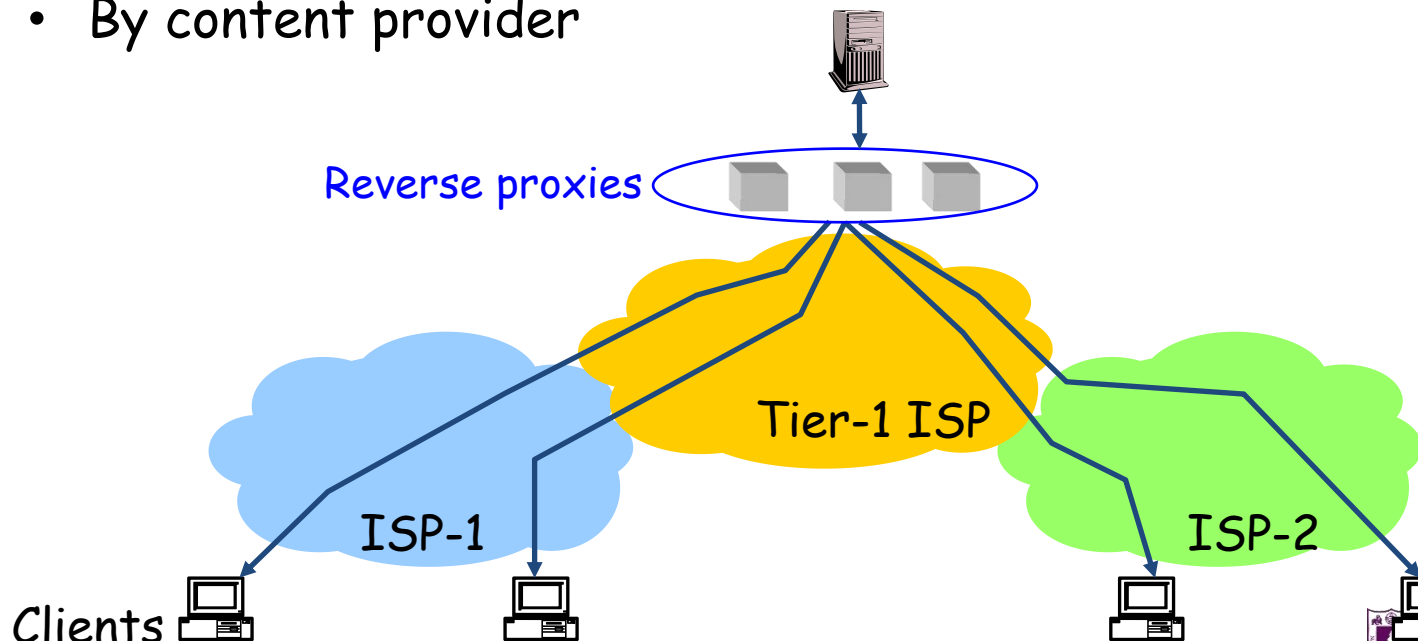 • By content provider
Reverse proxies
Tier-1 ISP
ISP-1
ISP-2
Clients